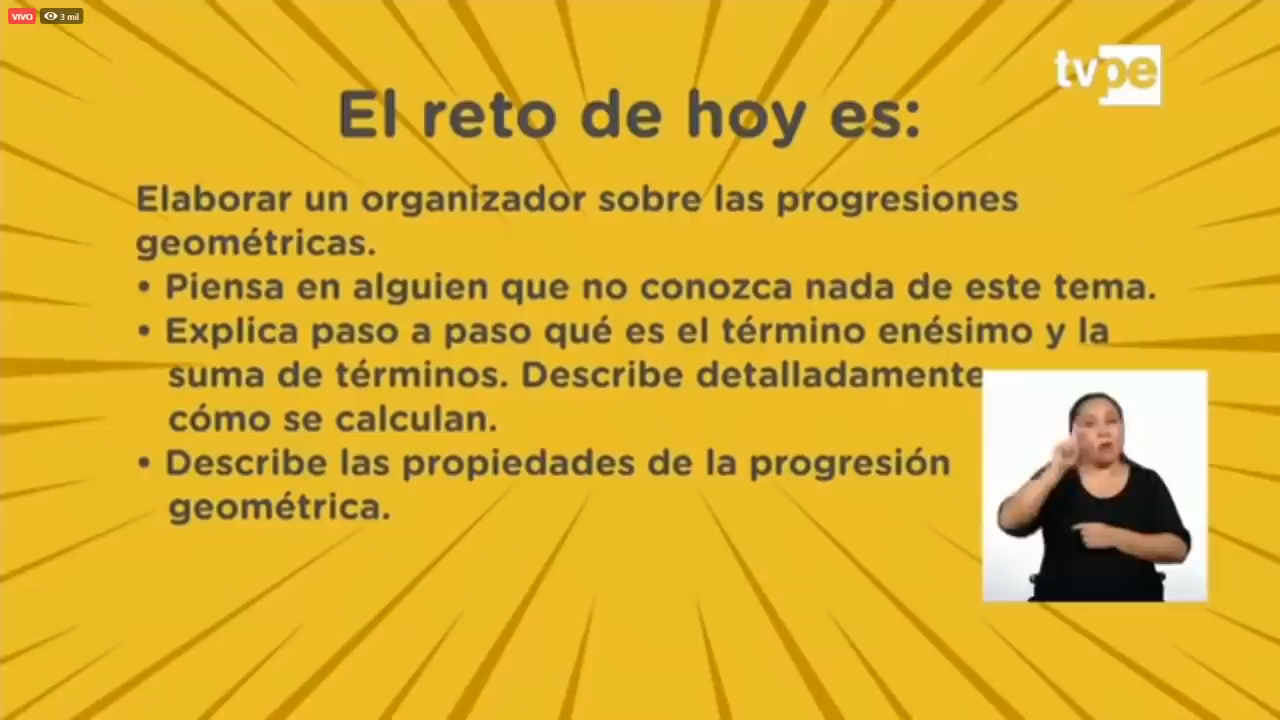 VIVO 3 mil
tvpe
El reto de hoy es:
Elaborar un organizador sobre las progresiones
geométricas.
• Piensa en alguien que no conozca nada de este tema.
• Explica paso a paso qué es el término enésimo y la
suma de términos. Describe detalladamente
cómo se calculan.
• Describe las propiedades de la progresión
geométrica.